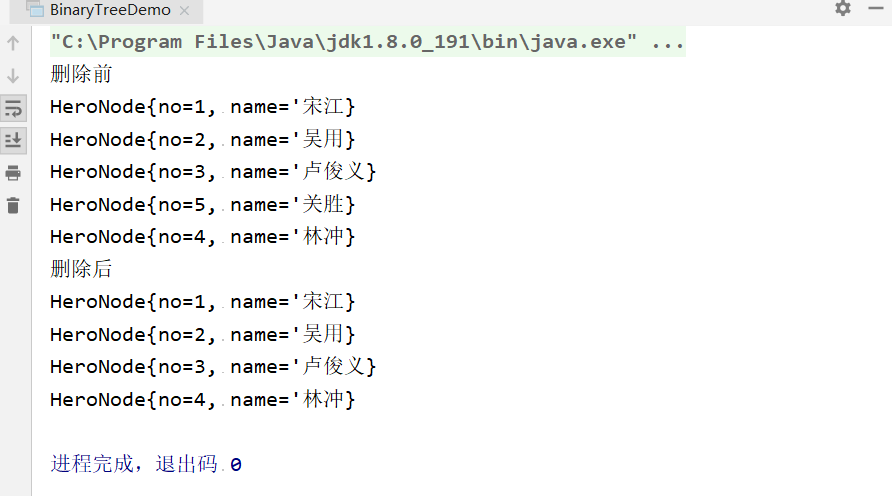 BinaryTreeDemo
"C:\Program Files\Java\jdk1.8.0_191\bin\java.exe" ...
删除前
HeroNode{no=1, name='宋江}
HeroNode{no=2, name='吴用}
HeroNode{no=3, name='卢俊义}
HeroNode{no=5, name='关胜}
HeroNode{no=4, name='林冲}
删除后
HeroNode{no=1, name='宋江}
HeroNode{no=2, name='吴用}
HeroNode{no=3, name='卢俊义}
HeroNode{no=4, name='林冲}
进程完成，退出码 0